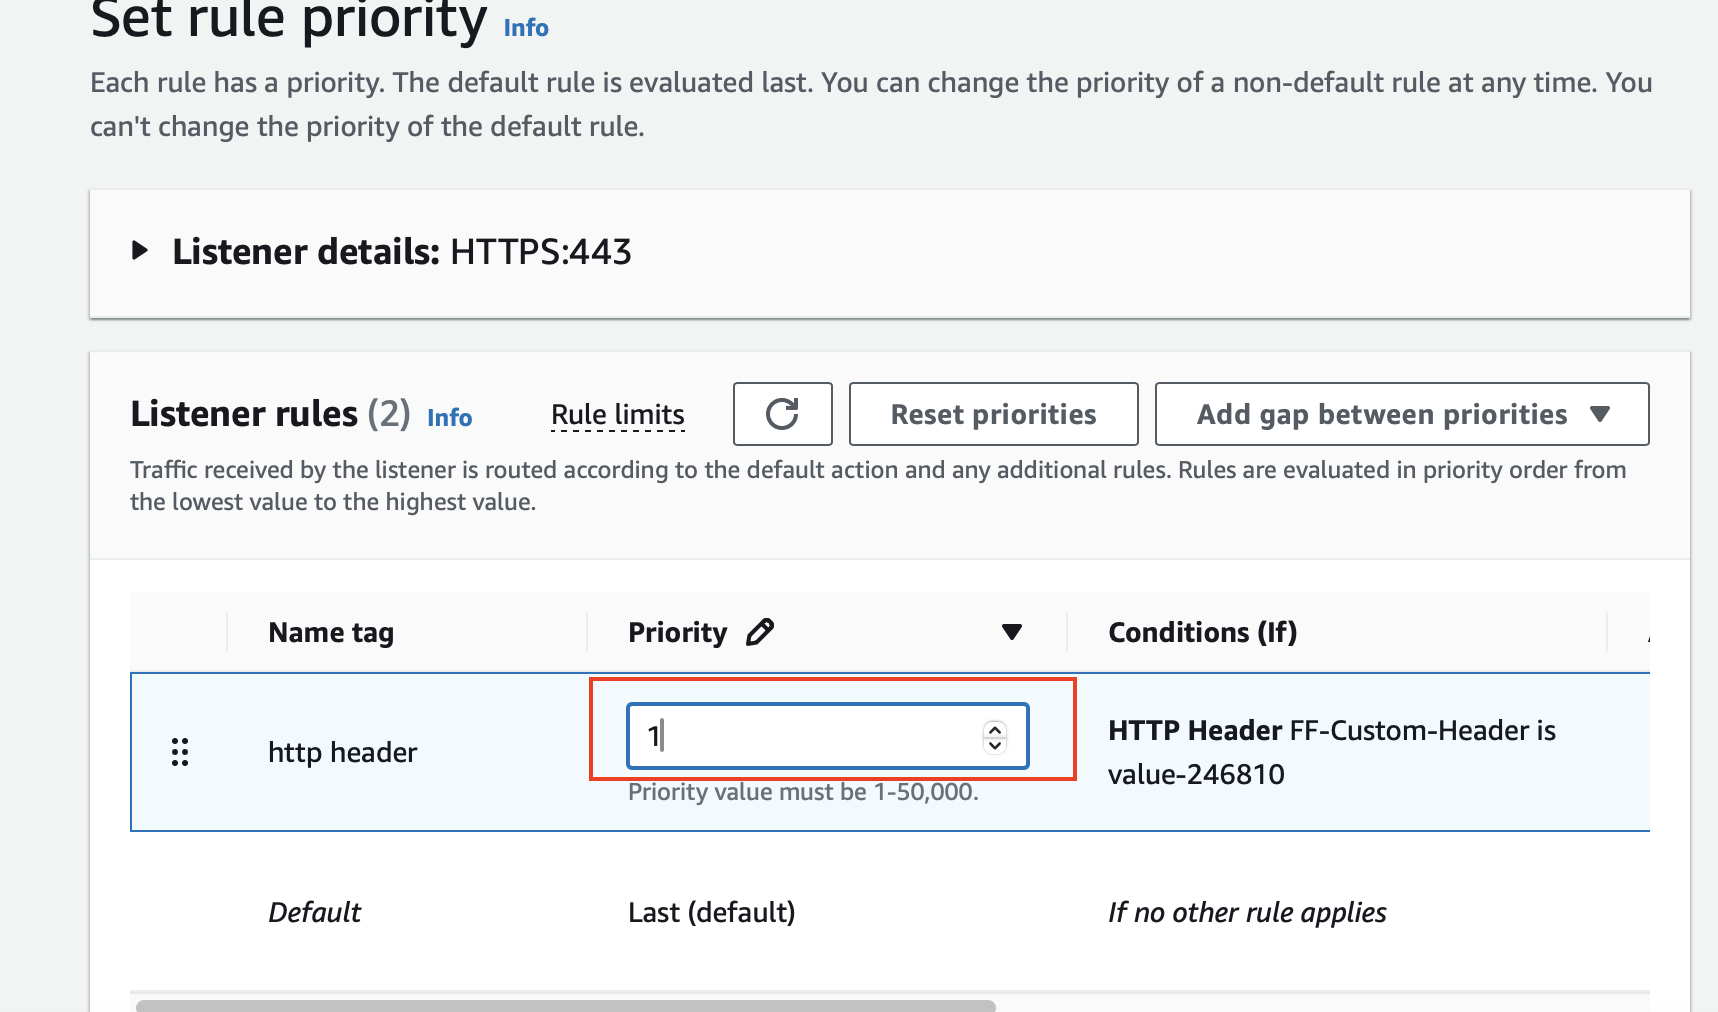 Set rule priority Info
Each rule has a priority. The default rule is evaluated last. You can change the priority of a non-default rule at any time. You
can't change the priority of the default rule.
Listener details: HTTPS:443
Listener rules (2) Info Rule limits Reset priorities Add gap between priorities
Traffic received by the listener is routed according to the default action and any additional rules. Rules are evaluated in priority order from
the lowest value to the highest value.
Name tag Priority Conditions (If)
http header 1 HTTP Header FF-Custom-Header is
value-246810
Priority value must be 1-50,000.
Default Last (default) If no other rule applies